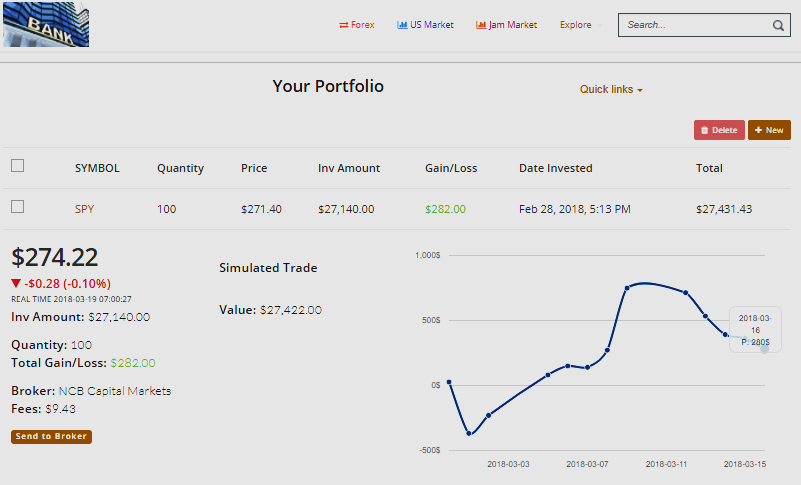 BANK
Forex US Market Jam Market Explore Search...
Your Portfolio
Quick links
Delete New
SYMBOL Quantity Price Inv Amount Gain/Loss Date Invested Total
SPY 100 $271.40 $27,140.00 $282.00 Feb 28, 2018, 5:13 PM $27,431.43
$274.22
-$0.28 (-0.10%)
REAL TIME 2018-03-19 07:00:27
Inv Amount: $27,140.00
Quantity: 100
Total Gain/Loss: $282.00
Broker: NCB Capital Markets
Fees: $9.43
Send to Broker
Simulated Trade
Value: $27,422.00
1,000$
500$
0$
-500$
2018-03-
16
P: 280$
2018-03-03 2018-03-07 2018-03-11 2018-03-15